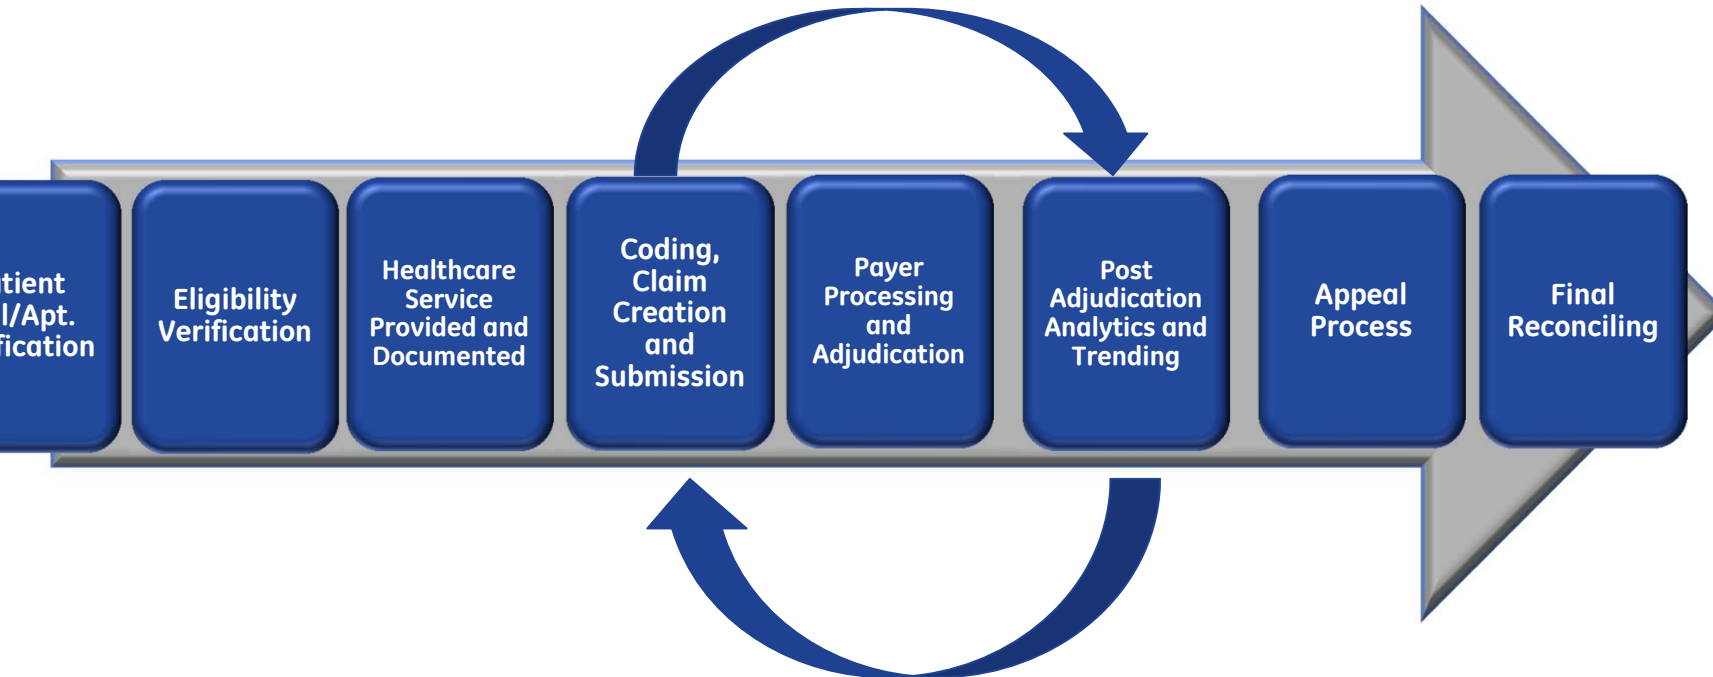 tient
l/Apt.
fication
Eligibility
Verification
Healthcare
Service
Provided and
Documented
Coding,
Claim
Creation
and
Submission
Payer
Processing
and
Adjudication
Post
Adjudication
Analytics and
Trending
Appeal
Process
Final
Reconciling